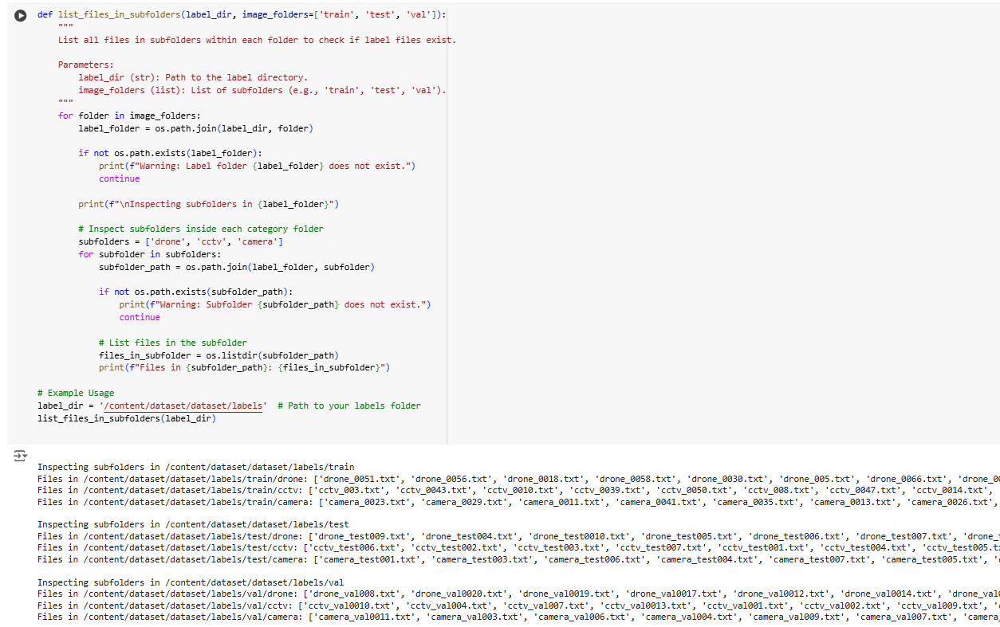 def list_files_in_subfolders(label_dir, image_folders=['train', 'test', 'val']):
    """
    List all files in subfolders within each folder to check if label files exist.

    Parameters:
        label_dir (str): Path to the label directory.
        image_folders (list): List of subfolders (e.g., 'train', 'test', 'val').
    """
    for folder in image_folders:
        label_folder = os.path.join(label_dir, folder)

        if not os.path.exists(label_folder):
            print(f"Warning: Label folder {label_folder} does not exist.")
            continue

        print(f"\nInspecting subfolders in {label_folder}")

        # Inspect subfolders inside each category folder
        subfolders = ['drone', 'cctv', 'camera']
        for subfolder in subfolders:
            subfolder_path = os.path.join(label_folder, subfolder)

            if not os.path.exists(subfolder_path):
                print(f"Warning: Subfolder {subfolder_path} does not exist.")
                continue

            # List files in the subfolder
            files_in_subfolder = os.listdir(subfolder_path)
            print(f"Files in {subfolder_path}: {files_in_subfolder}")

# Example Usage
label_dir = '/content/dataset/dataset/labels'  # Path to your labels folder
list_files_in_subfolders(label_dir)

Inspecting subfolders in /content/dataset/dataset/labels/train
Files in /content/dataset/dataset/labels/train/drone: ['drone_0051.txt', 'drone_0056.txt', 'drone_0018.txt', 'drone_0058.txt', 'drone_0030.txt', 'drone_005.txt', 'drone_0066.txt',
Files in /content/dataset/dataset/labels/train/cctv: ['cctv_003.txt', 'cctv_0043.txt', 'cctv_0010.txt', 'cctv_0039.txt', 'cctv_0050.txt', 'cctv_008.txt', 'cctv_0047.txt', 'cctv_0014.txt',
Files in /content/dataset/dataset/labels/train/camera: ['camera_0023.txt', 'camera_0029.txt', 'camera_0011.txt', 'camera_0041.txt', 'camera_0035.txt', 'camera_0013.txt', 'camera_0026.txt',

Inspecting subfolders in /content/dataset/dataset/labels/test
Files in /content/dataset/dataset/labels/test/drone: ['drone_test009.txt', 'drone_test004.txt', 'drone_test0010.txt', 'drone_test005.txt', 'drone_test006.txt', 'drone_test007.txt',
Files in /content/dataset/dataset/labels/test/cctv: ['cctv_test006.txt', 'cctv_test002.txt', 'cctv_test003.txt', 'cctv_test007.txt', 'cctv_test001.txt', 'cctv_test004.txt',
Files in /content/dataset/dataset/labels/test/camera: ['camera_test001.txt', 'camera_test003.txt', 'camera_test006.txt', 'camera_test004.txt', 'camera_test007.txt', 'camera_test005.txt',

Inspecting subfolders in /content/dataset/dataset/labels/val
Files in /content/dataset/dataset/labels/val/drone: ['drone_val008.txt', 'drone_val0020.txt', 'drone_val0019.txt', 'drone_val0017.txt', 'drone_val0012.txt', 'drone_val0014.txt',
Files in /content/dataset/dataset/labels/val/cctv: ['cctv_val0010.txt', 'cctv_val004.txt', 'cctv_val007.txt', 'cctv_val0013.txt', 'cctv_val001.txt', 'cctv_val002.txt', 'cctv_val009.txt',
Files in /content/dataset/dataset/labels/val/camera: ['camera_val0011.txt', 'camera_val003.txt', 'camera_val006.txt', 'camera_val004.txt', 'camera_val009.txt', 'camera_val007.txt',